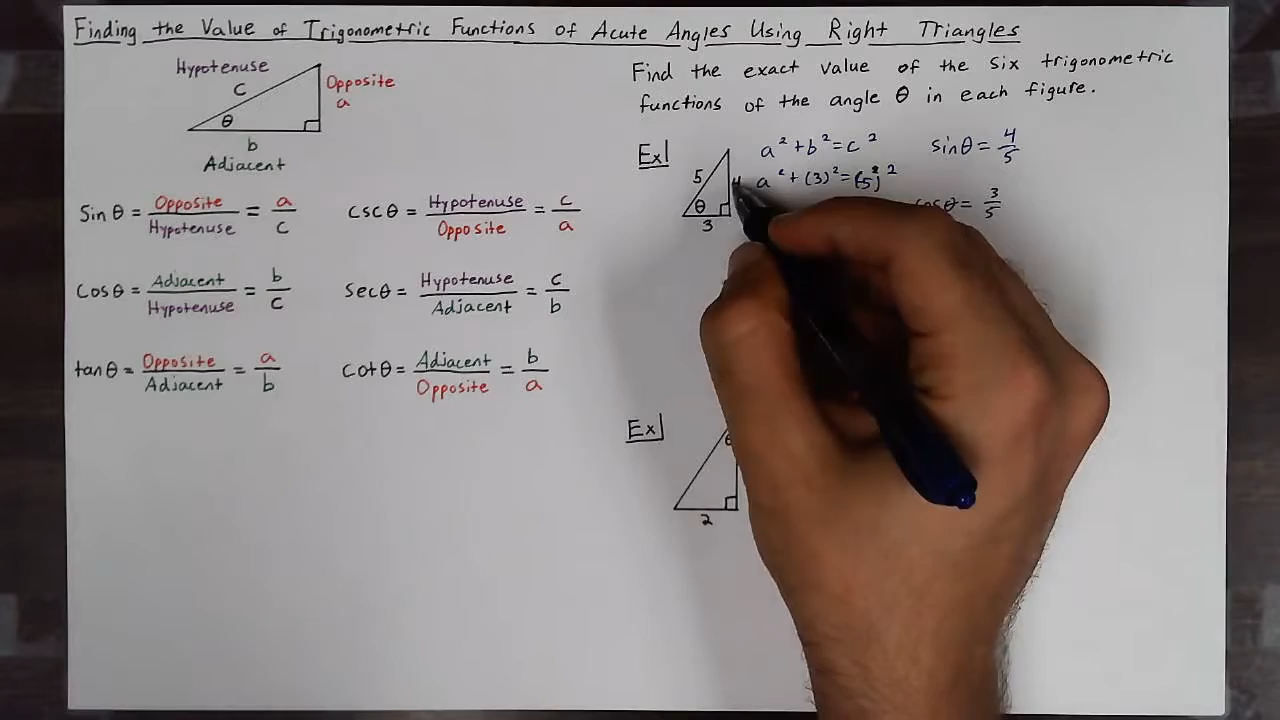 Finding the Value of Trigonometric Functions of Acute Angles Using Right Triangles
Hypotenuse
c
Opposite
a
θ
b
Adjacent
Sin θ = Opposite / Hypotenuse = a / c
csc θ = Hypotenuse / Opposite = c / a
Cos θ = Adjacent / Hypotenuse = b / c
Sec θ = Hypotenuse / Adjacent = c / b
tan θ = Opposite / Adjacent = a / b
Cot θ = Adjacent / Opposite = b / a
Find the exact value of the six trigonometric
functions of the angle θ in each figure.
Ex
5
θ
3
a² + b² = c²
a² + (3)² =
sin θ = 4 / 5
cos θ = 3 / 5
Ex
2